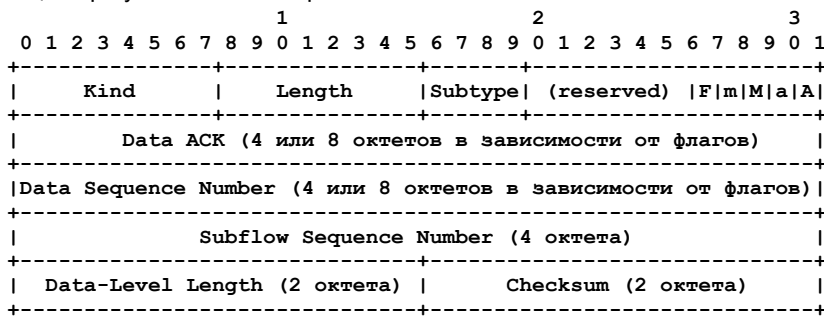 1                   2                   3
 0 1 2 3 4 5 6 7 8 9 0 1 2 3 4 5 6 7 8 9 0 1 2 3 4 5 6 7 8 9 0 1
+---------------+---------------+-------+----------------------+
|     Kind      |    Length     |Subtype| (reserved) |F|m|M|a|A|
+---------------+---------------+-------+----------------------+
|        Data ACK (4 или 8 октетов в зависимости от флагов)    |
+--------------------------------------------------------------+
|Data Sequence Number (4 или 8 октетов в зависимости от флагов)|
+--------------------------------------------------------------+
|              Subflow Sequence Number (4 октета)              |
+-------------------------------+------------------------------+
|  Data-Level Length (2 октета) |      Checksum (2 октета)     |
+-------------------------------+------------------------------+